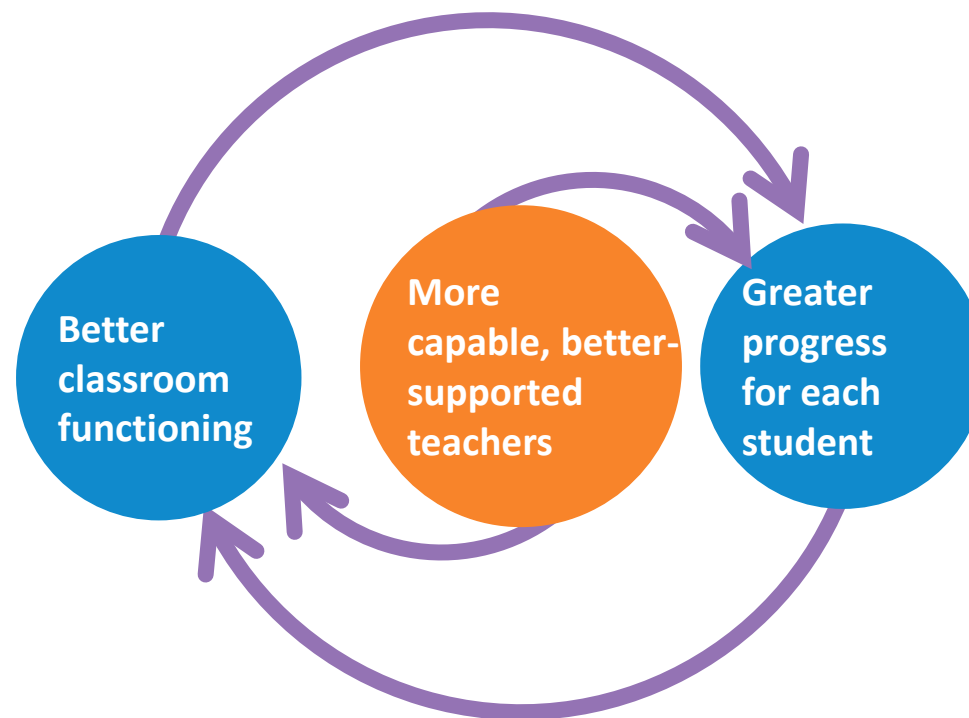 Better
classroom
functioning
More
capable, better-
supported
teachers
Greater
progress
for each
student